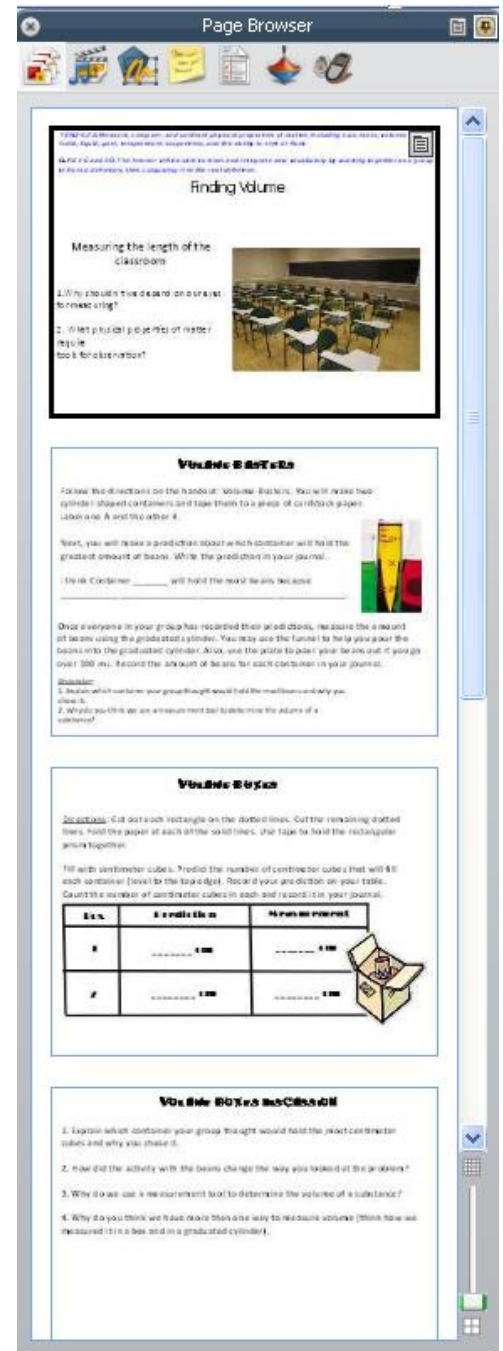 Page Browser
Finding Volume
Measuring the length of the
classroom
1. Why shouldn't we depend on our eyes
for measuring?
2. What physical properties of matter
require
tools for observation?
VOLUME BUSTERS
Follow the directions on the handout: Volume Busters. You will make two
cylinder shaped containers and tape them to a piece of cardstock paper.
Label one A and the other
Next, you will make a prediction about which container will hold the
greatest amount of beans. Write the prediction in your journal.
I think Container ______ will hold the most beans because
Once everyone in your group has recorded their predictions, measure the amount
of beans using the graduated cylinder. You may use the funnel to help you pour the
beans into the graduated cylinder. Also, use the plate to pour your beans out if you go
over 100 mL. Record the amount of beans for each container in your journal.
1. Explain which container your group thought would hold the most beans and why you
chose it.
2. Why do you think we use a measurement tool to determine the volume of a
substance?
VOLUME BOXES
Directions: Cut out each rectangle on the dotted lines. Cut the remaining dotted
lines. Fold the paper at each of the solid lines. Use tape to hold the rectangular
prism together.
Fill with centimeter cubes. Predict the number of centimeter cubes that will fill
each container (level to the top edge). Record your prediction on your table.
Count the number of centimeter cubes in each and record it in your journal.
Box Prediction Measurement
VOLUME BOXES DISCUSSION
1. Explain which container your group thought would hold the most centimeter
cubes and why you chose it.
2. How did the activity with the beans change the way you looked at the problem?
3. Why do we use a measurement tool to determine the volume of a substance?
4. Why do you think we have more than one way to measure volume (think how we
measured it in a box and in a graduated cylinder).